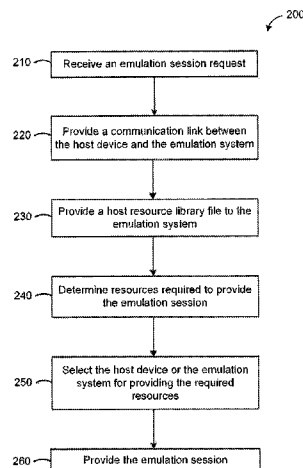 200
210
Receive an emulation session request
220
Provide a communication link between
the host device and the emulation system
230
Provide a host resource library file to the
emulation system
240
Determine resources required to provide
the emulation session
250
Select the host device or the emulation
system for providing the required
resources
260
Provide the emulation session